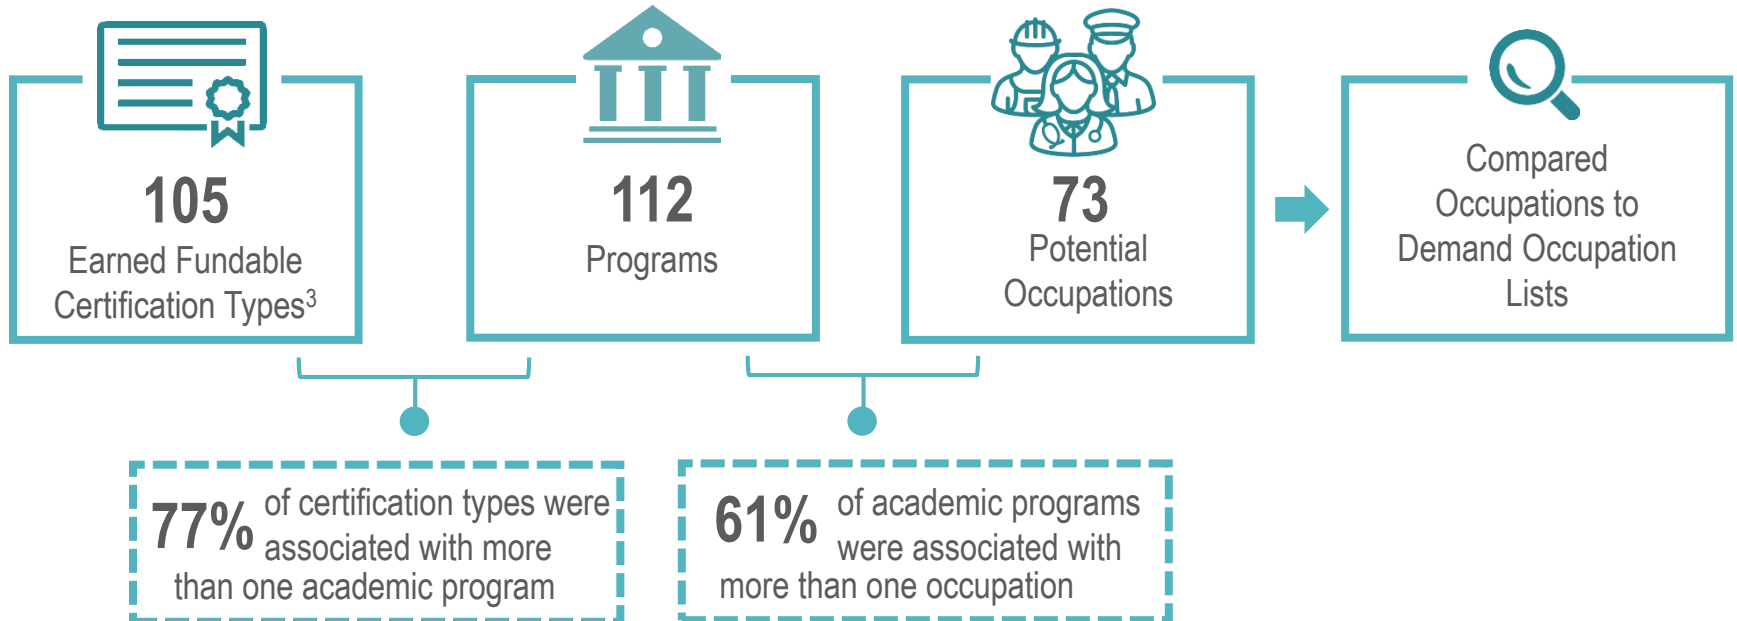 105
Earned Fundable
Certification Types³
112
Programs
73
Potential
Occupations
Compared
Occupations to
Demand Occupation
Lists
77% of certification types were
associated with more
than one academic program
61% of academic programs
were associated with
more than one occupation